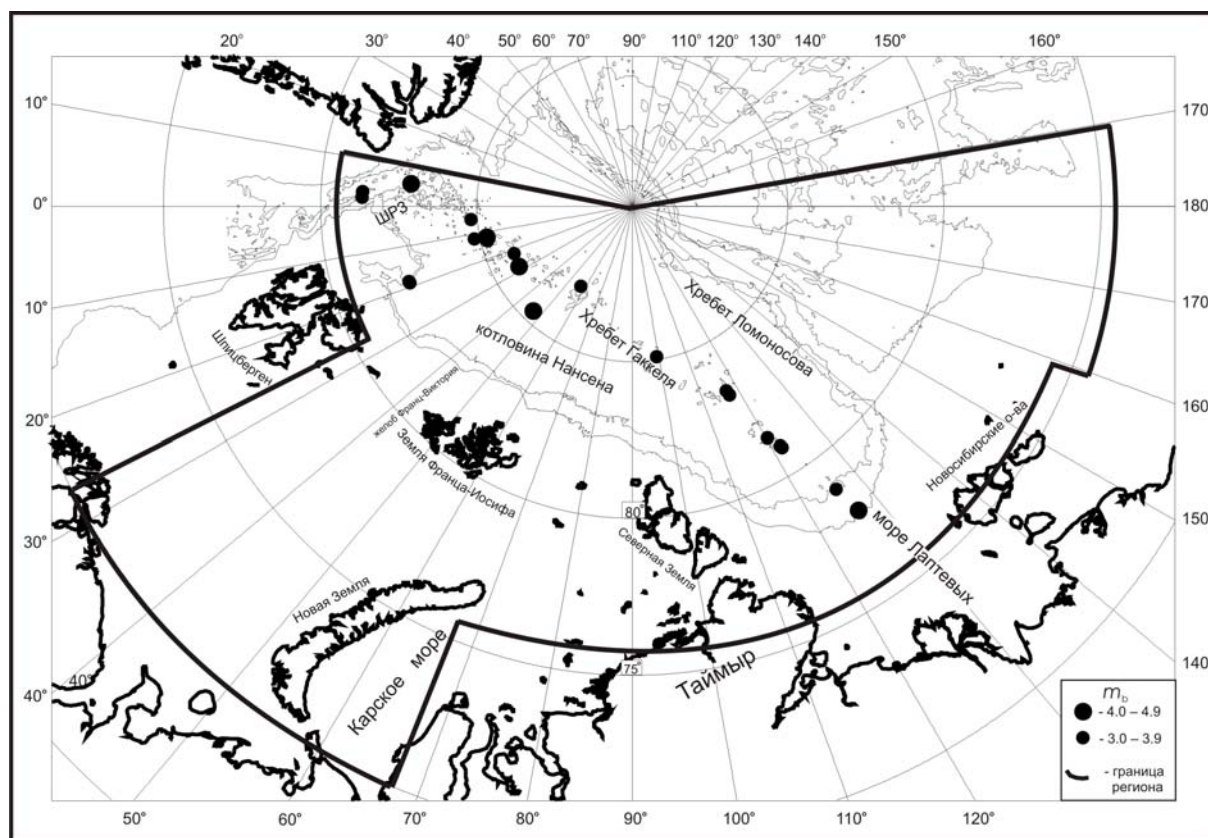 20° 30° 40° 50° 60° 70° 90° 110° 120° 130° 140° 150° 160°
10°
170°
0°
180°
ШРЗ
10°
170°
Хребет Ломоносова
Хребет Гаккеля
котловина Нансена
Шпицберген
желоб Франц-Виктория
20°
160°
Земля Франца-Иосифа
Новосибирские о-ва
80°
море Лаптевых
Северная Земля
30°
150°
Новая Земля
Карское море
75°
Таймыр
40°
40°
140°
m b
- 4.0 – 4.9
- 3.0 – 3.9
- граница
региона
50° 60° 70° 80° 90° 100° 110° 120°